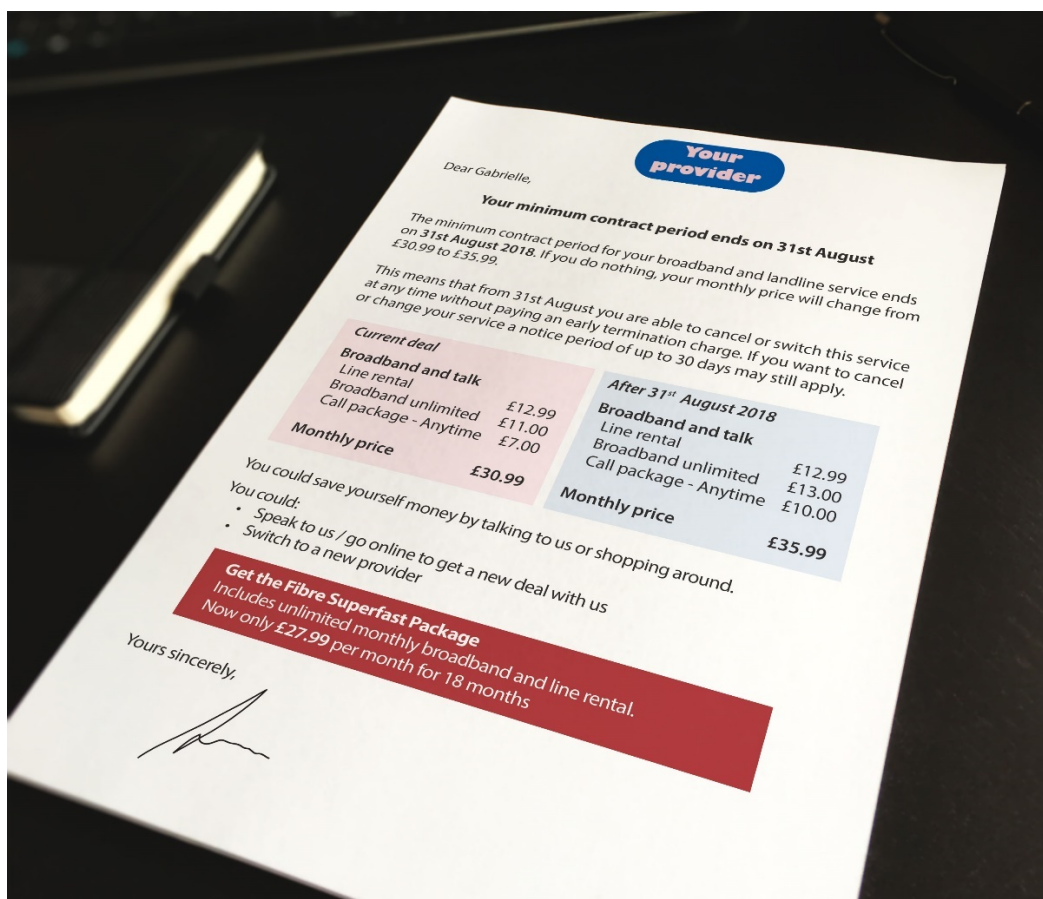 Your
provider
Dear Gabrielle,
Your minimum contract period ends on 31st August
The minimum contract period for your broadband and landline service ends
on 31st August 2018. If you do nothing, your monthly price will change from
£30.99 to £35.99.
This means that from 31st August you are able to cancel or switch this service
at any time without paying an early termination charge. If you want to cancel
or change your service a notice period of up to 30 days may still apply.
Current deal
Broadband and talk
Line rental £12.99
Broadband unlimited £11.00
Call package - Anytime £7.00
Monthly price £30.99
After 31st August 2018
Broadband and talk
Line rental £12.99
Broadband unlimited £13.00
Call package - Anytime £10.00
Monthly price £35.99
You could save yourself money by talking to us or shopping around.
You could:
• Speak to us / go online to get a new deal with us
• Switch to a new provider
Get the Fibre Superfast Package
Includes unlimited monthly broadband and line rental.
Now only £27.99 per month for 18 months
Yours sincerely,